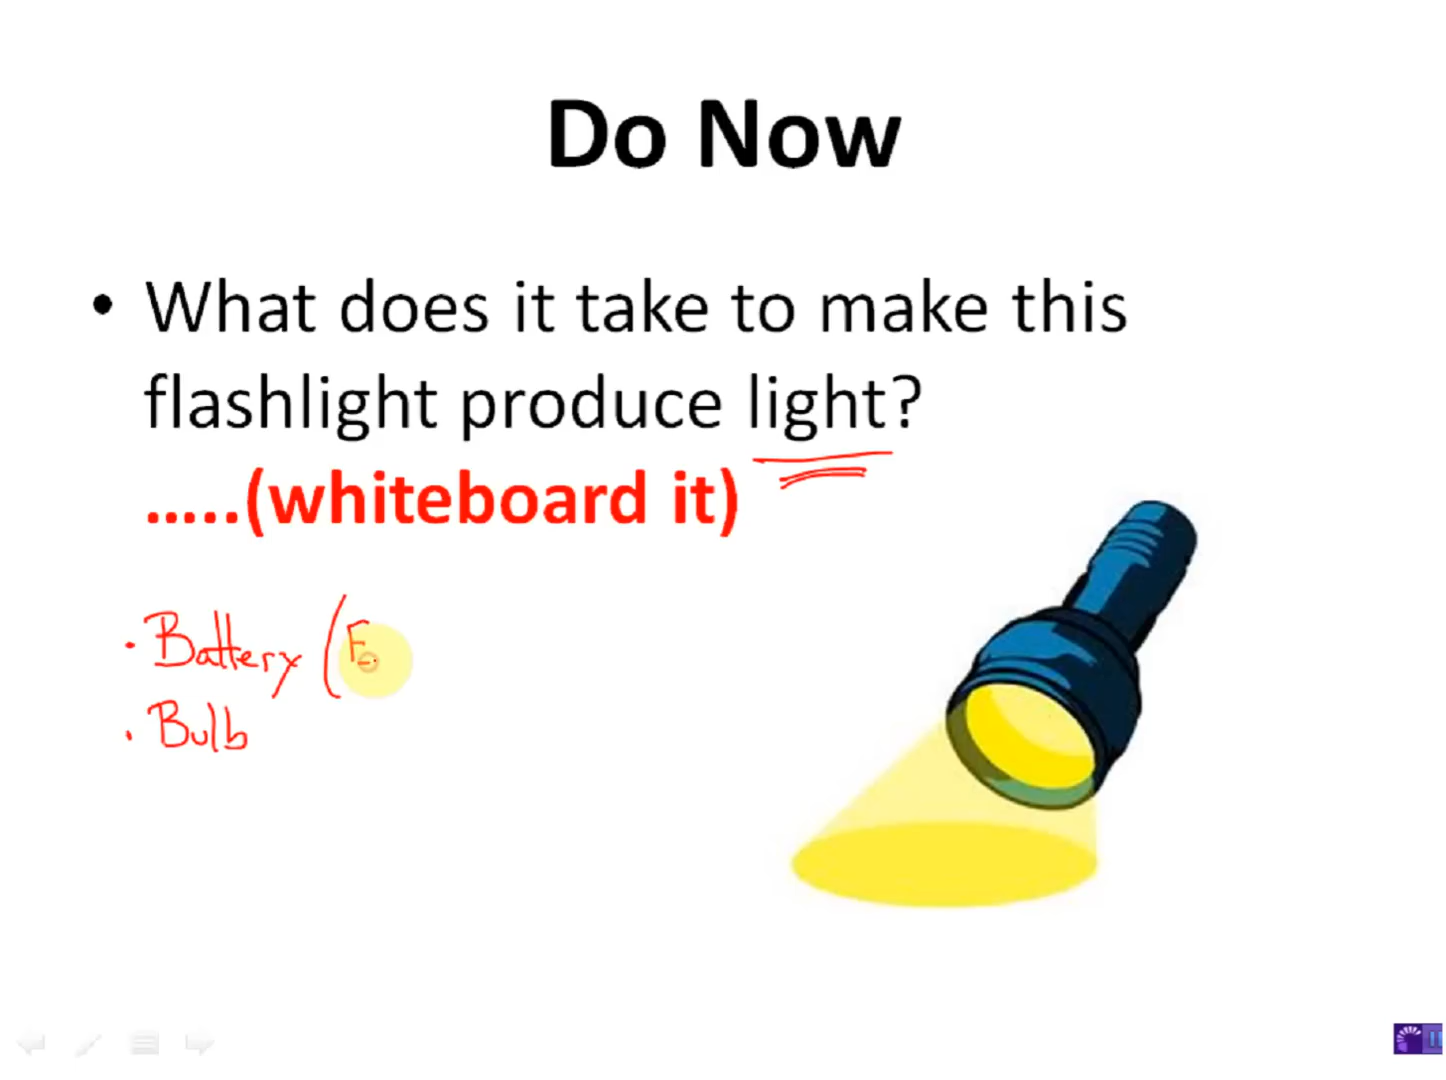 Do Now
• What does it take to make this
flashlight produce light?
.....(whiteboard it)
• Battery (E
• Bulb